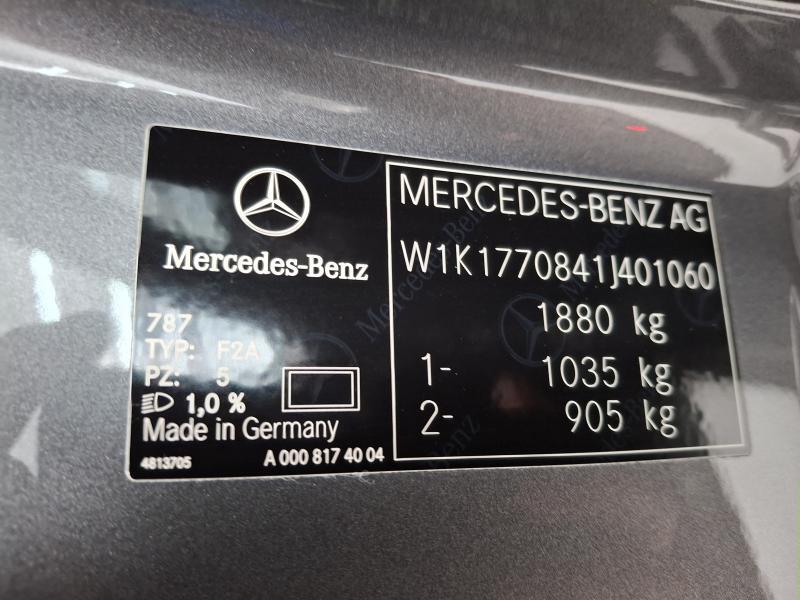 Mercedes-Benz
787
TYP: F2A
PZ: 5
1,0 %
Made in Germany
4813705 A 000 817 40 04
MERCEDES-BENZ AG
W1K1770841J401060
1880 kg
1- 1035 kg
2- 905 kg